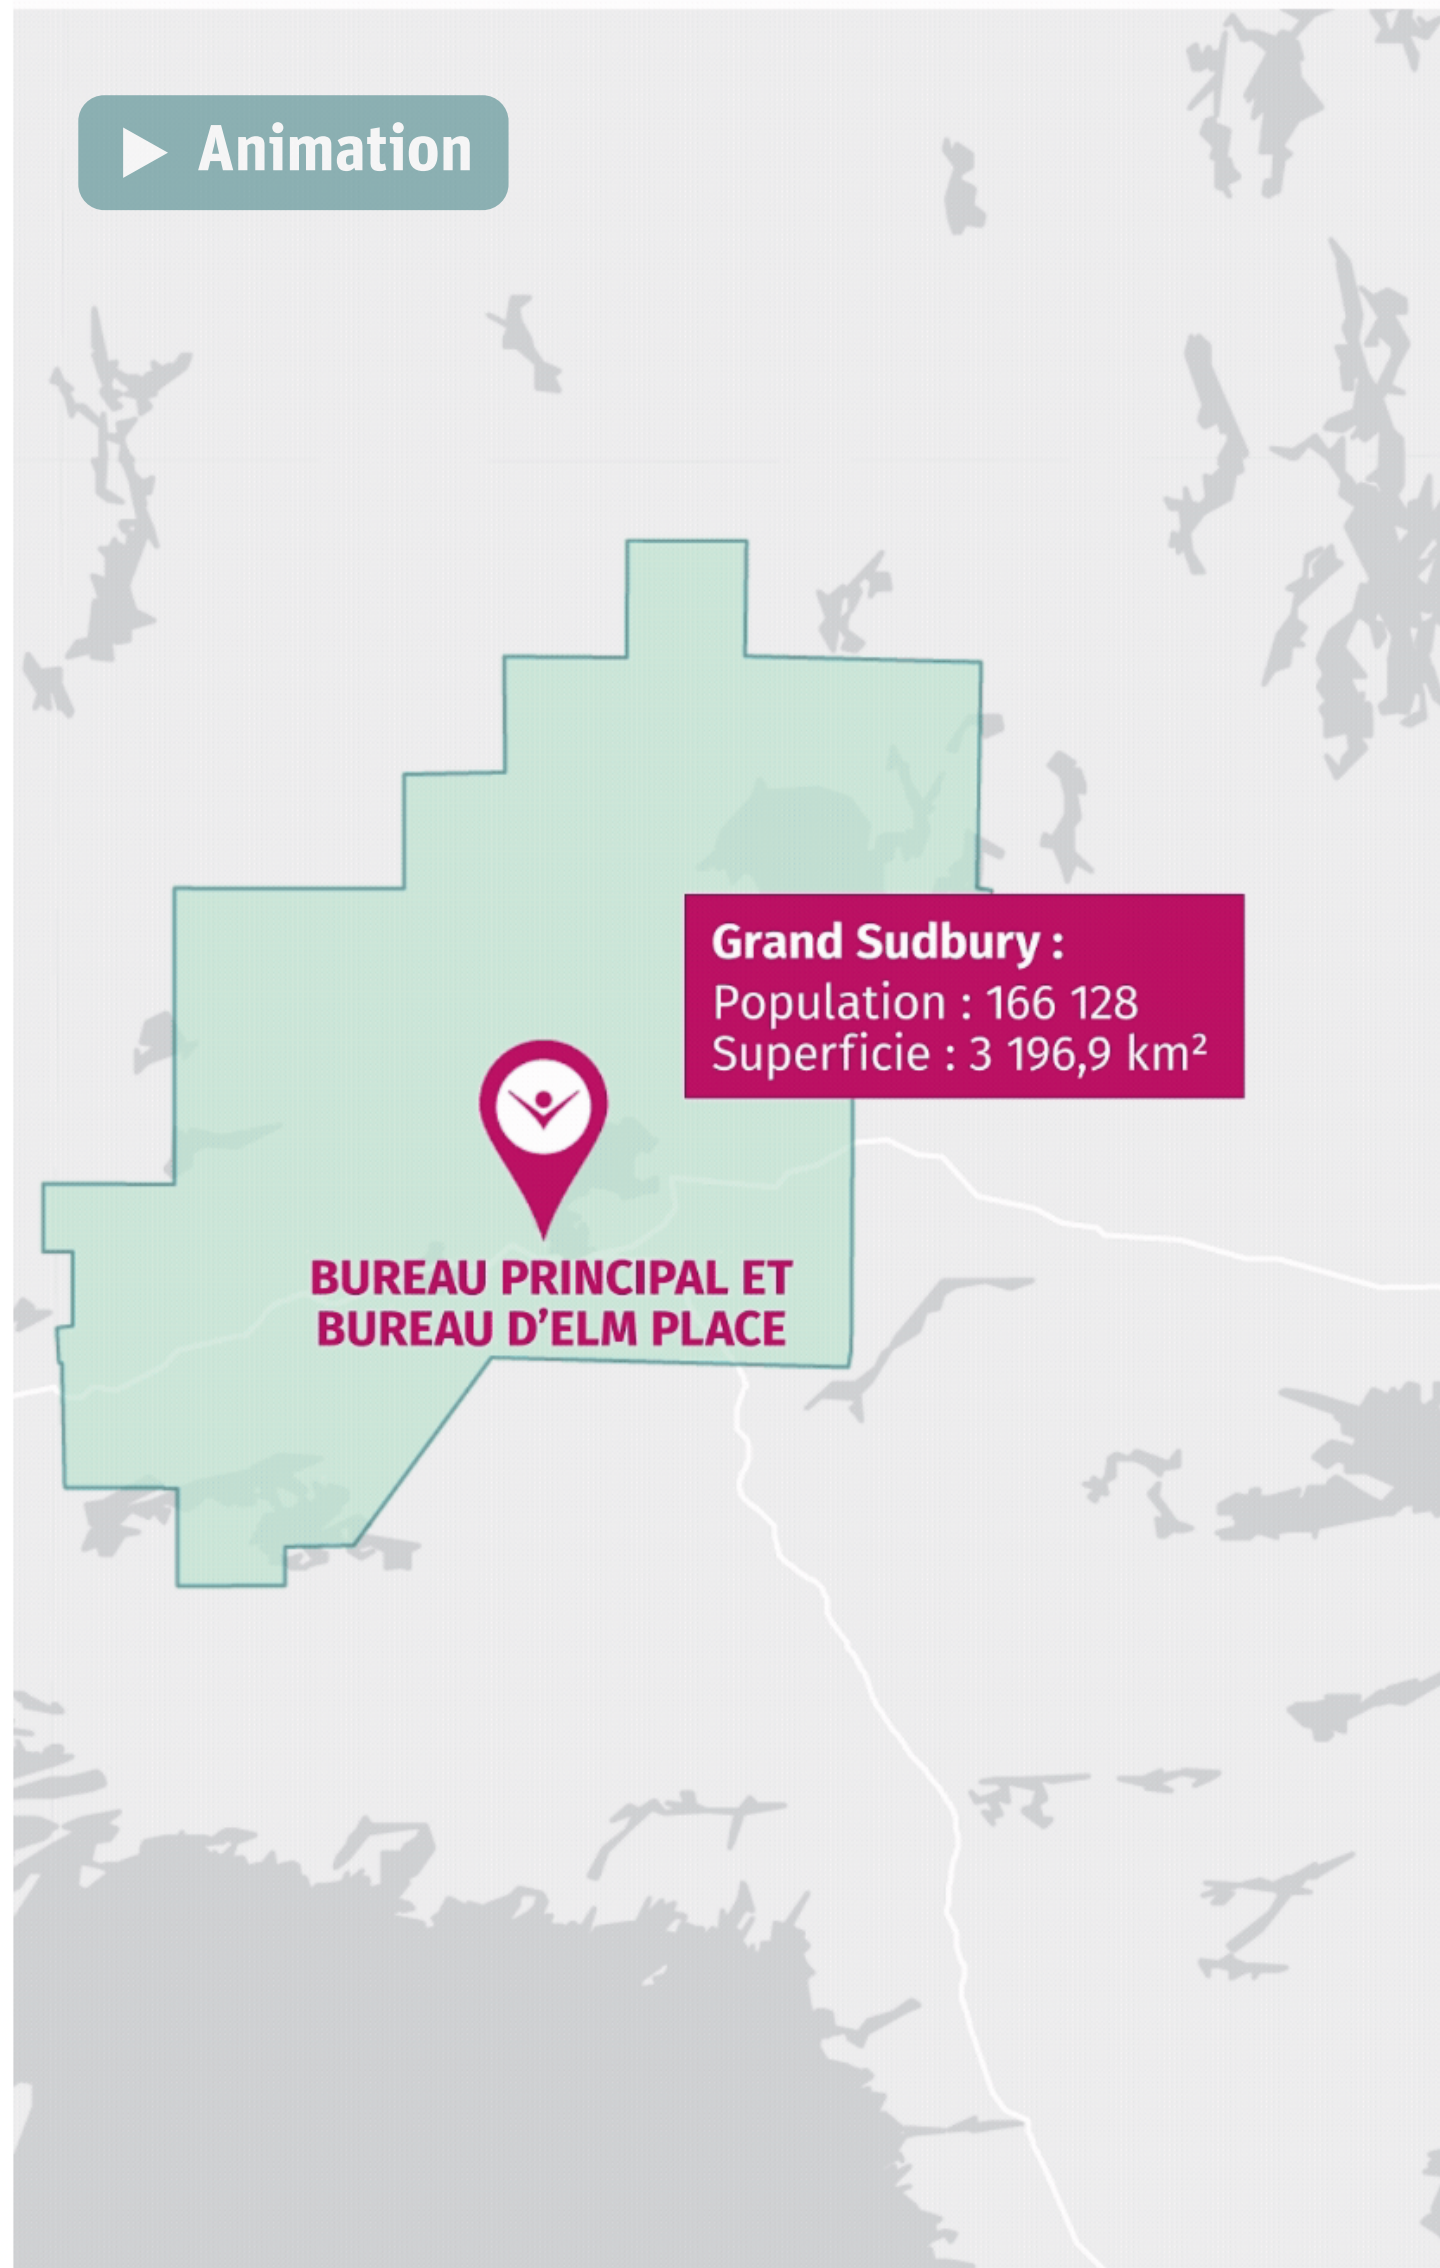 Animation
Grand Sudbury :
Population : 166 128
Superficie : 3 196,9 km²
BUREAU PRINCIPAL ET
BUREAU D’ELM PLACE